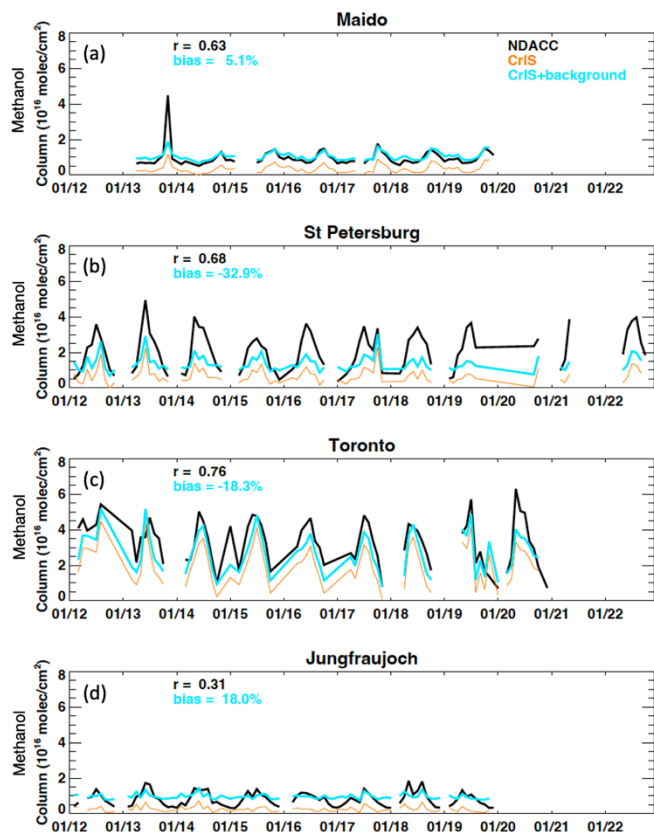 Maido
(a)
r = 0.63
bias = 5.1%
NDACC
CrIS
CrIS+background
Methanol
Column (10¹⁶ molec/cm²)
8
6
4
2
0
01/12 01/13 01/14 01/15 01/16 01/17 01/18 01/19 01/20 01/21 01/22
St Petersburg
(b)
r = 0.68
bias = -32.9%
Methanol
Column (10¹⁶ molec/cm²)
8
6
4
2
0
01/12 01/13 01/14 01/15 01/16 01/17 01/18 01/19 01/20 01/21 01/22
Toronto
(c)
r = 0.76
bias = -18.3%
Methanol
Column (10¹⁶ molec/cm²)
8
6
4
2
0
01/12 01/13 01/14 01/15 01/16 01/17 01/18 01/19 01/20 01/21 01/22
Jungfraujoch
(d)
r = 0.31
bias = 18.0%
Methanol
Column (10¹⁶ molec/cm²)
8
6
4
2
0
01/12 01/13 01/14 01/15 01/16 01/17 01/18 01/19 01/20 01/21 01/22